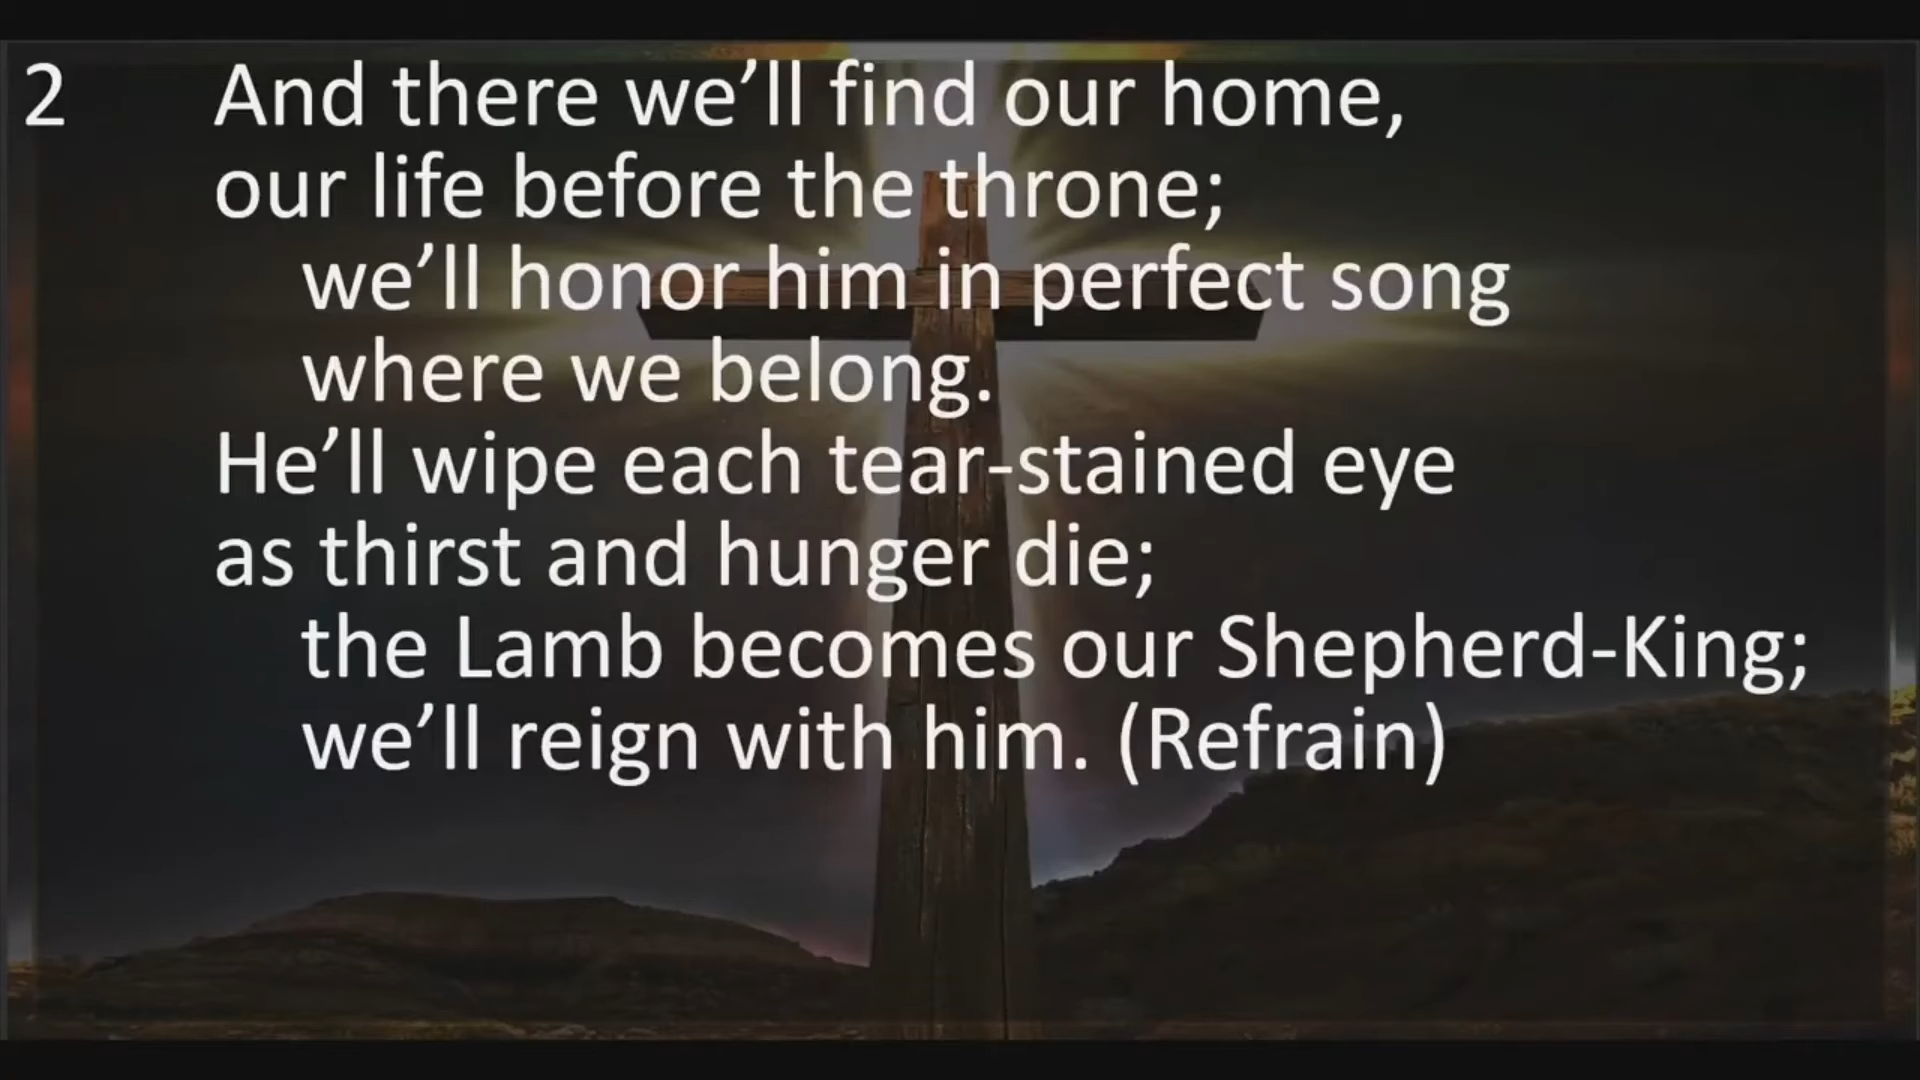 2 And there we’ll find our home,
our life before the throne;
we’ll honor him in perfect song
where we belong.
He’ll wipe each tear-stained eye
as thirst and hunger die;
the Lamb becomes our Shepherd-King;
we’ll reign with him. (Refrain)